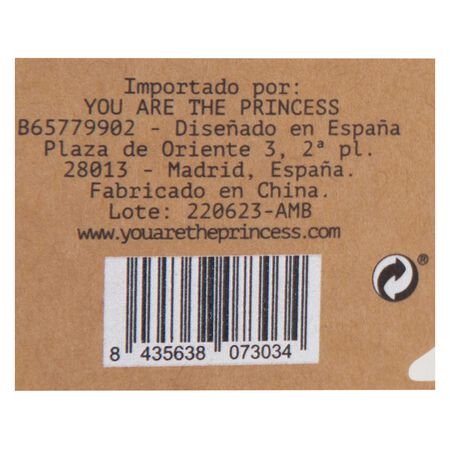 Importado por:
YOU ARE THE PRINCESS
B65779902 - Diseñado en España
Plaza de Oriente 3, 2ª pl.
28013 - Madrid, España.
Fabricado en China.
Lote: 220623-AMB
www.youaretheprincess.com
®
8 435638 073034